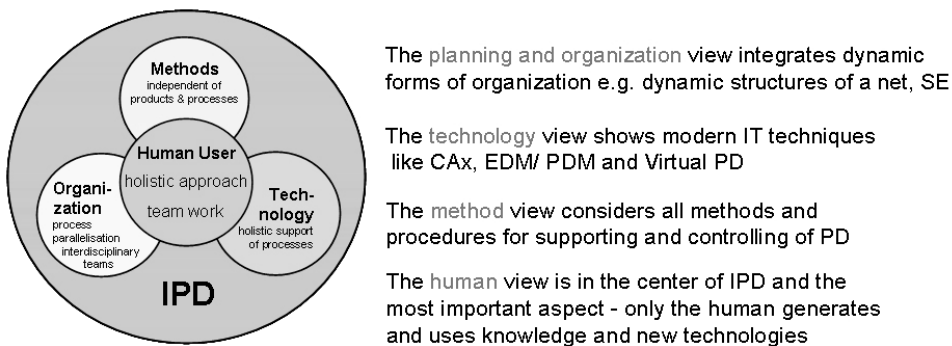 Methods
independent of
products & processes
Human User
holistic approach
team work
Organi-
zation
process
parallelisation
interdisciplinary
teams
Tech-
nology
holistic support
of processes
IPD
The planning and organization view integrates dynamic
forms of organization e.g. dynamic structures of a net, SE
The technology view shows modern IT techniques
like CAx, EDM/ PDM and Virtual PD
The method view considers all methods and
procedures for supporting and controlling of PD
The human view is in the center of IPD and the
most important aspect - only the human generates
and uses knowledge and new technologies